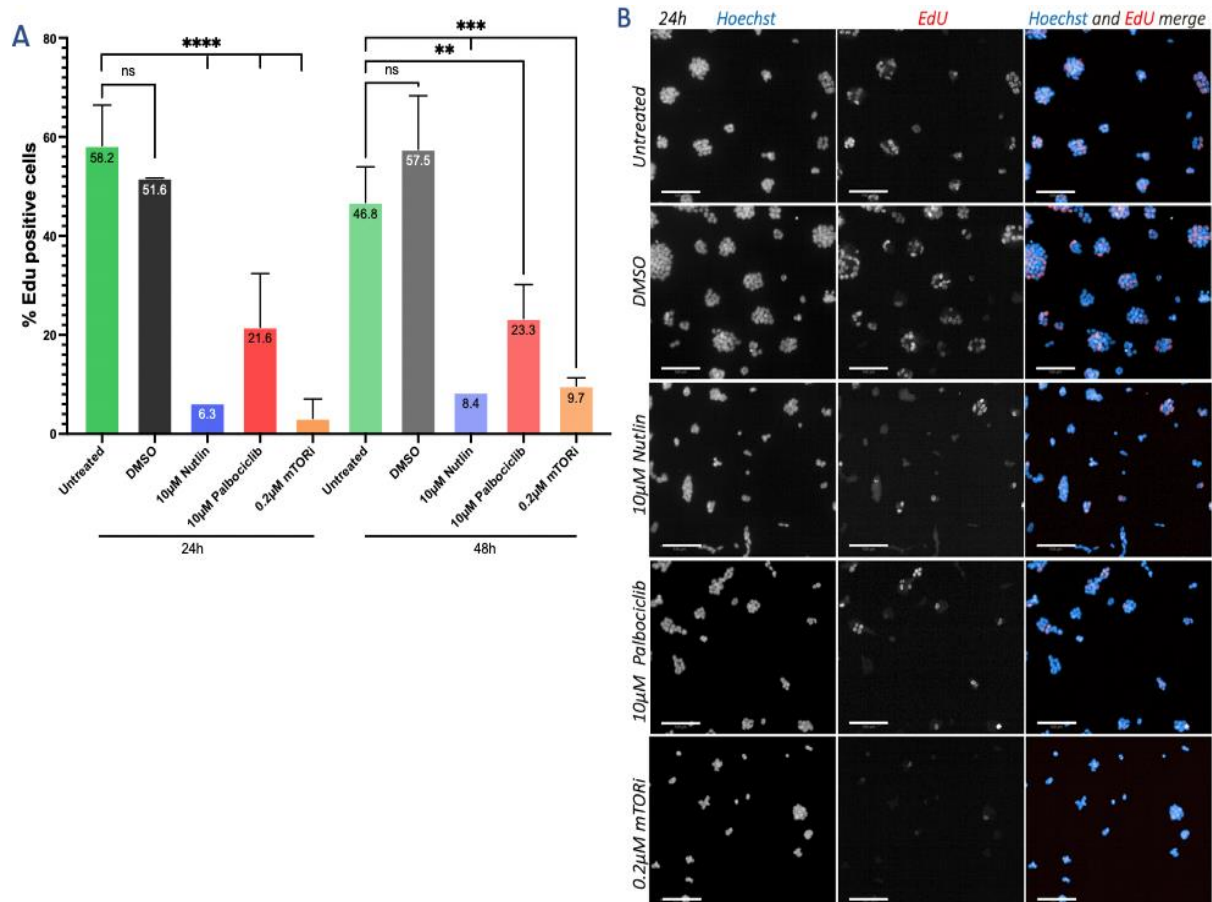 A
% Edu positive cells
80
60
40
20
0
ns
****
ns
**
***
58.2
51.6
6.3
21.6
46.8
57.5
8.4
23.3
9.7
Untreated
DMSO
10μM Nutlin
10μM Palbociclib
0.2μM mTORi
Untreated
DMSO
10μM Nutlin
10μM Palbociclib
0.2μM mTORi
24h
48h
B
24h Hoechst EdU Hoechst and EdU merge
Untreated
DMSO
10μM Nutlin
10μM Palbociclib
0.2μM mTORi